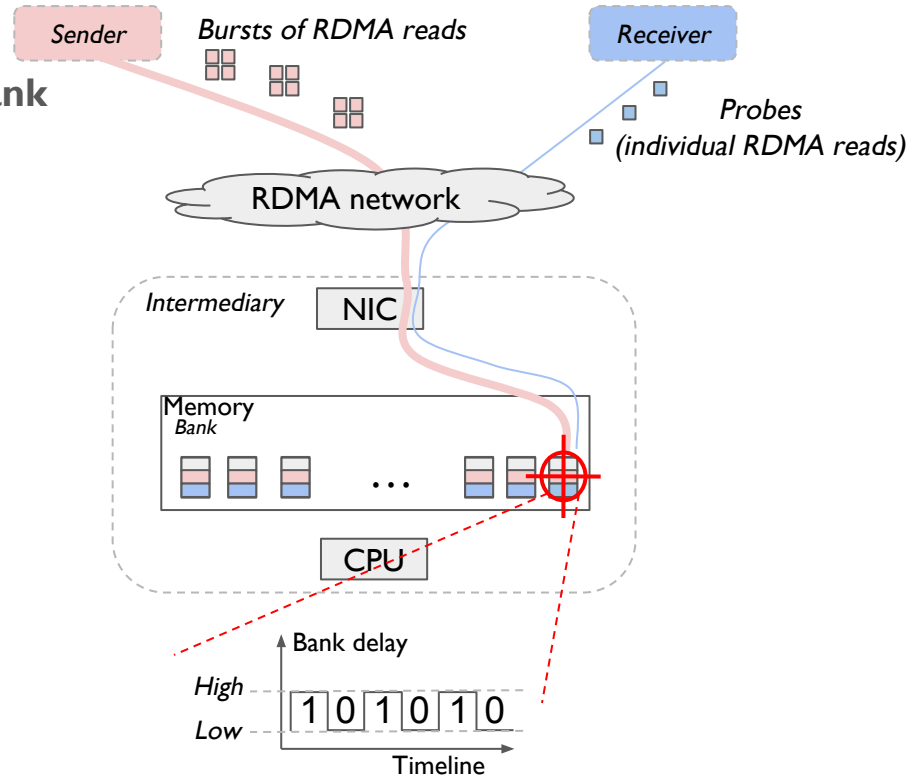 Sender
Bursts of RDMA reads
Receiver
Probes
(individual RDMA reads)
RDMA network
Intermediary
NIC
Memory
Bank
...
CPU
Bank delay
High
1 0 1 0 1 0
Low
Timeline